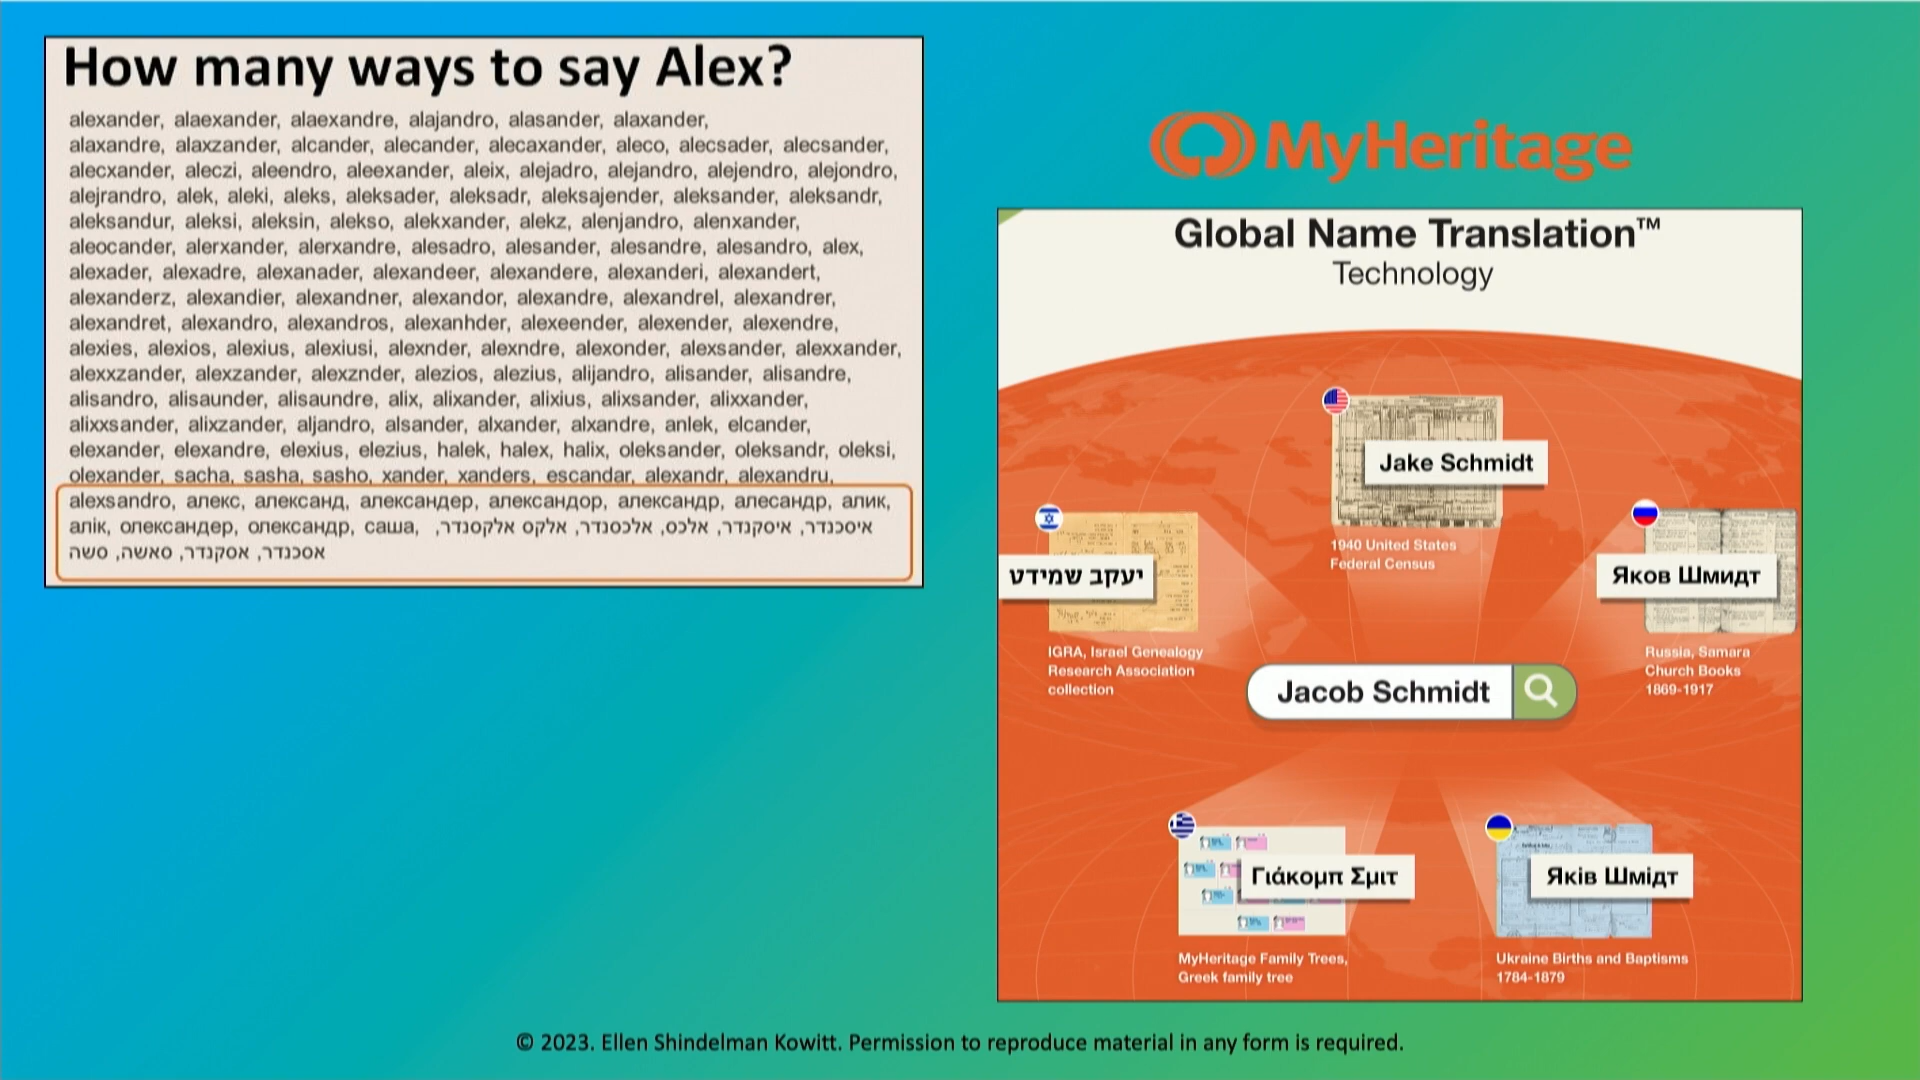 How many ways to say Alex?
alexander, alaexander, alaexandre, alajandro, alasander, alaxander,
alaxandre, alaxzander, alcander, alecander, alecaxander, aleco, alecsader, alecsander,
alecxander, aleczi, aleendro, aleexander, aleix, alejadro, alejandro, alejendro, alejondro,
alejrandro, alek, aleki, aleks, aleksader, aleksadr, aleksajender, aleksander, aleksandr,
aleksandur, aleksi, aleksin, alekso, alekxander, alekz, alenjandro, alenxander,
aleocander, alerxander, alerxandre, alesadro, alesander, alesandre, alesandro, alex,
alexader, alexadre, alexanader, alexandeer, alexandere, alexanderi, alexandert,
alexanderz, alexandier, alexandner, alexandor, alexandre, alexandrel, alexandrer,
alexandret, alexandro, alexandros, alexanhder, alexeender, alexender, alexendre,
alexies, alexios, alexius, alexiusi, alexnder, alexndre, alexonder, alexsander, alexxander,
alexxzander, alexzander, alexznder, alezios, alezius, alijandro, alisander, alisandre,
alisandro, alisaunder, alisaundre, alix, alixander, alixius, alixsander, alixxander,
alixxsander, alixzander, aljandro, alsander, alxander, alxandre, anlek, elcander,
elexander, elexandre, elexius, elezius, halek, halex, halix, oleksander, oleksandr, oleksi,
olexander, sacha, sasha, sasho, xander, xanders, escandar, alexandr, alexandru,
alexsandro, алекс, александ, александер, александор, александр, алесандр, алик,
алік, олександер, олександр, саша, איסכנדר, איסקנדר, אלכס, אלכסנדר, אלקס אלקסנדר,
אסכנדר, אסקנדר, סאשה, סשה
MyHeritage
Global Name Translation™
Technology
Jake Schmidt
1940 United States
Federal Census
יעקב שמידט
IGRA, Israel Genealogy
Research Association
collection
Яков Шмидт
Russia, Samara
Church Books
1869-1917
Jacob Schmidt
Γιάκομπ Σμιτ
MyHeritage Family Trees,
Greek family tree
Яків Шмідт
Ukraine Births and Baptisms
1784-1879
© 2023. Ellen Shindelman Kowitt. Permission to reproduce material in any form is required.